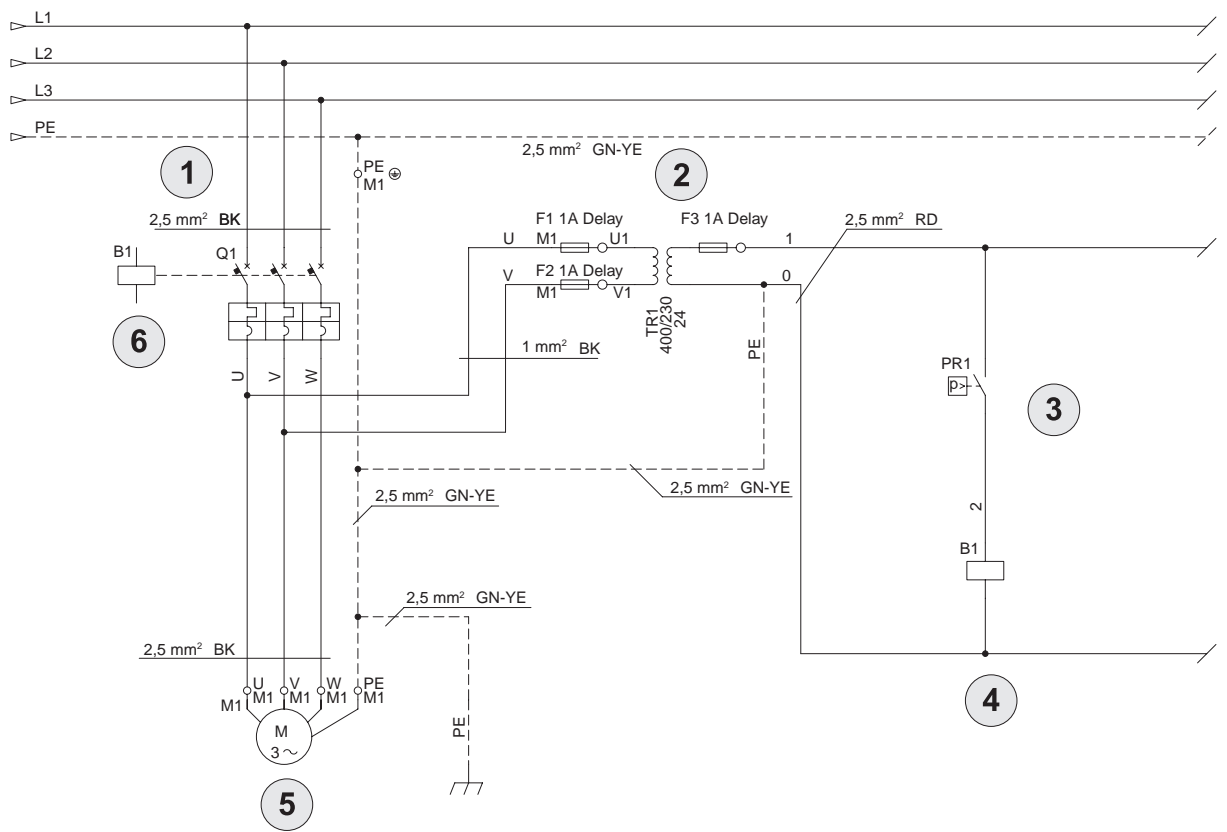 L1
L2
L3
PE
2,5 mm² GN-YE
1
2
PE
M1
2,5 mm² BK
F1 1A Delay
F3 1A Delay
2,5 mm² RD
B1
Q1
U
M1
U1
1
F2 1A Delay
V
M1
V1
0
6
TR1
400/230
24
1 mm² BK
PE
U
V
W
PR1
p>
3
2,5 mm² GN-YE
2,5 mm² GN-YE
2
B1
2,5 mm² GN-YE
2,5 mm² BK
U
V
W
PE
M1
M1
M1
M1
M1
4
M
3 ~
PE
5